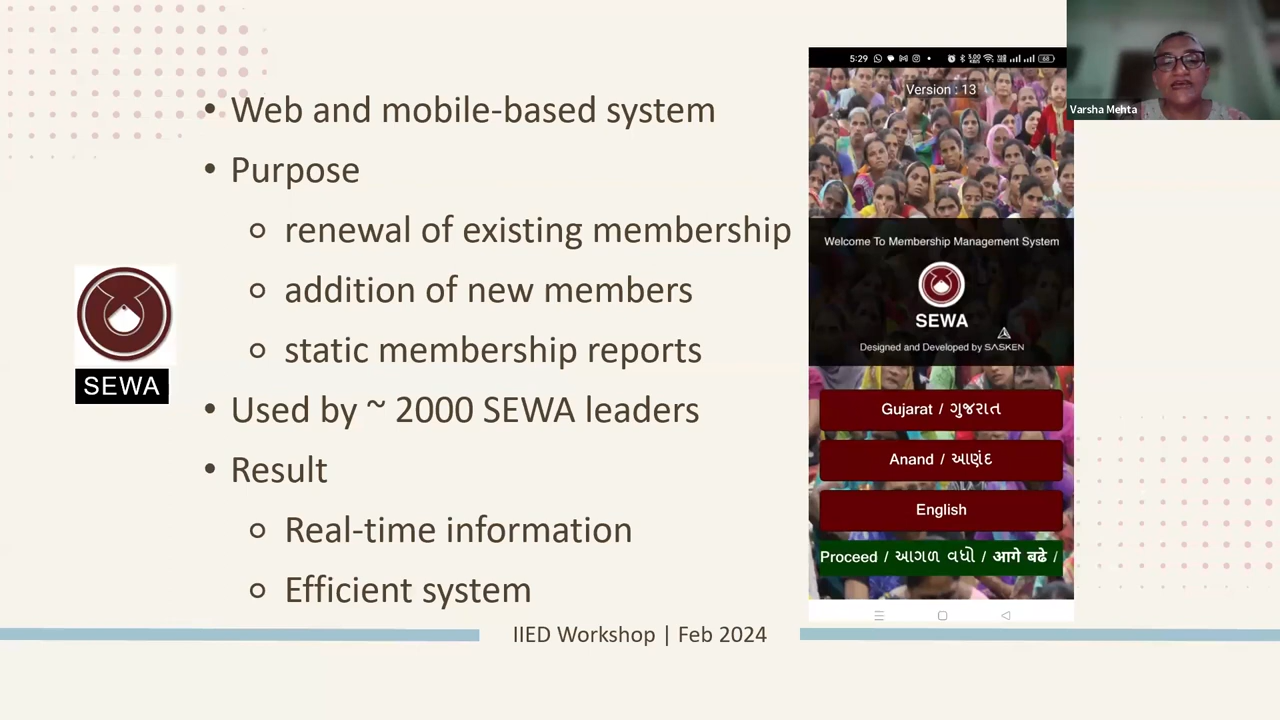 • Web and mobile-based system
• Purpose
○ renewal of existing membership
○ addition of new members
○ static membership reports
• Used by ~ 2000 SEWA leaders
• Result
○ Real-time information
○ Efficient system
SEWA
5:29
Version : 13
Welcome To Membership Management System
SEWA
Designed and Developed by SASKEN
Gujarat / ગુજરાત
Anand / આણંદ
English
Proceed / આગળ વધો / आगे बढे /
Varsha Mehta
IIED Workshop | Feb 2024